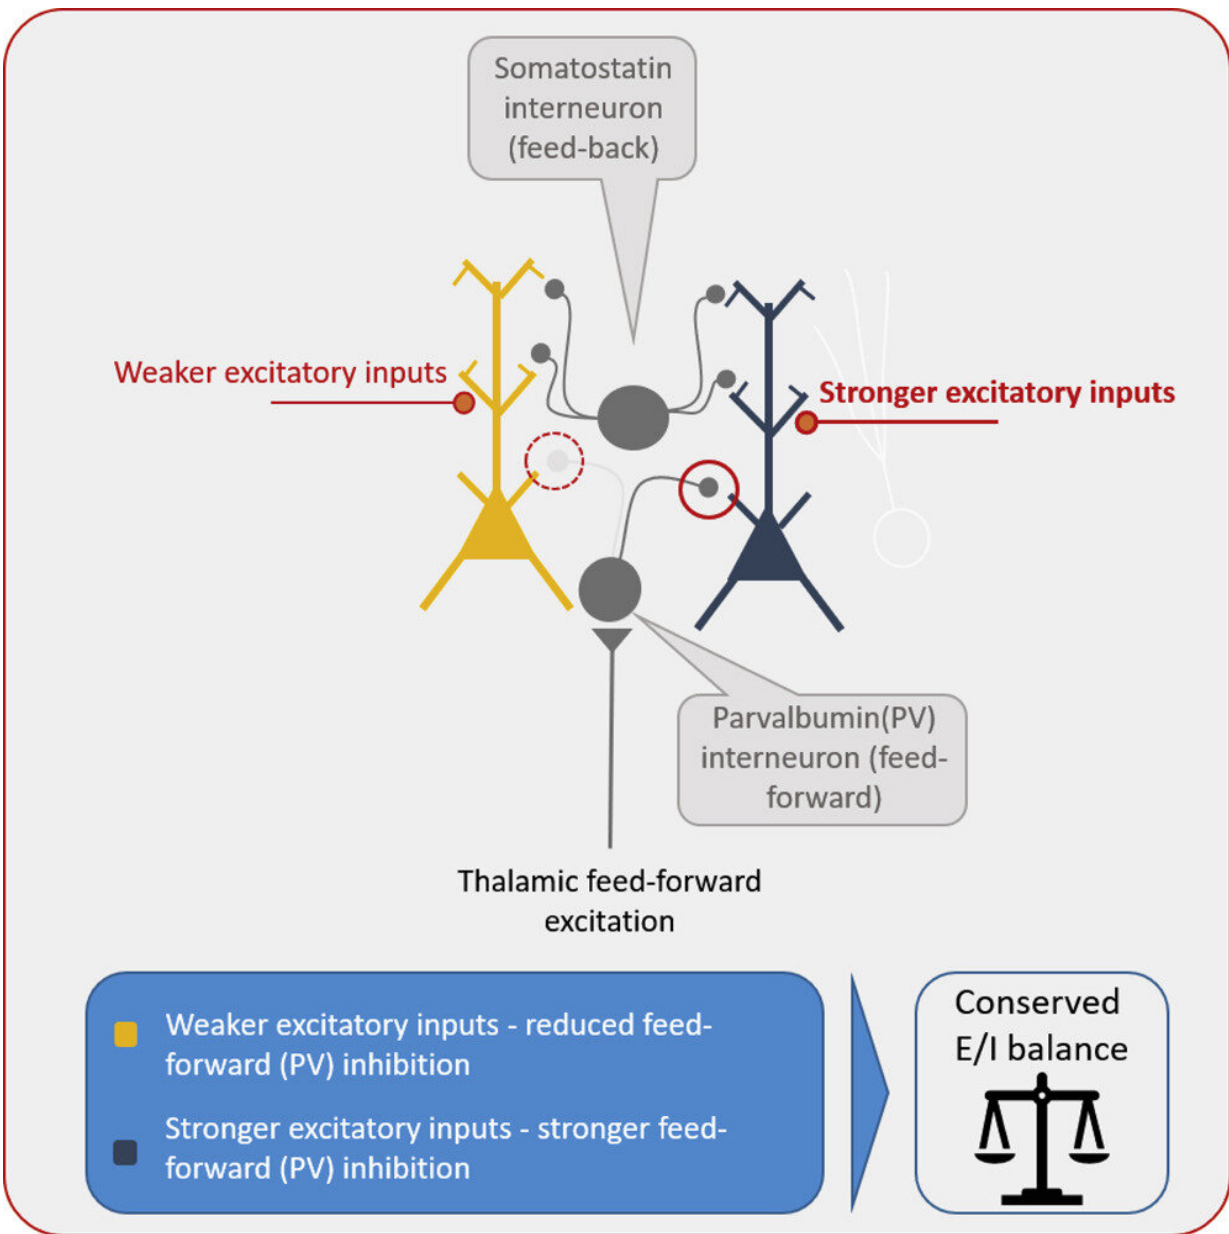 Somatostatin
interneuron
(feed-back)
Weaker excitatory inputs
Stronger excitatory inputs
Parvalbumin(PV)
interneuron (feed-
forward)
Thalamic feed-forward
excitation
Weaker excitatory inputs - reduced feed-
forward (PV) inhibition
Stronger excitatory inputs - stronger feed-
forward (PV) inhibition
Conserved
E/I balance